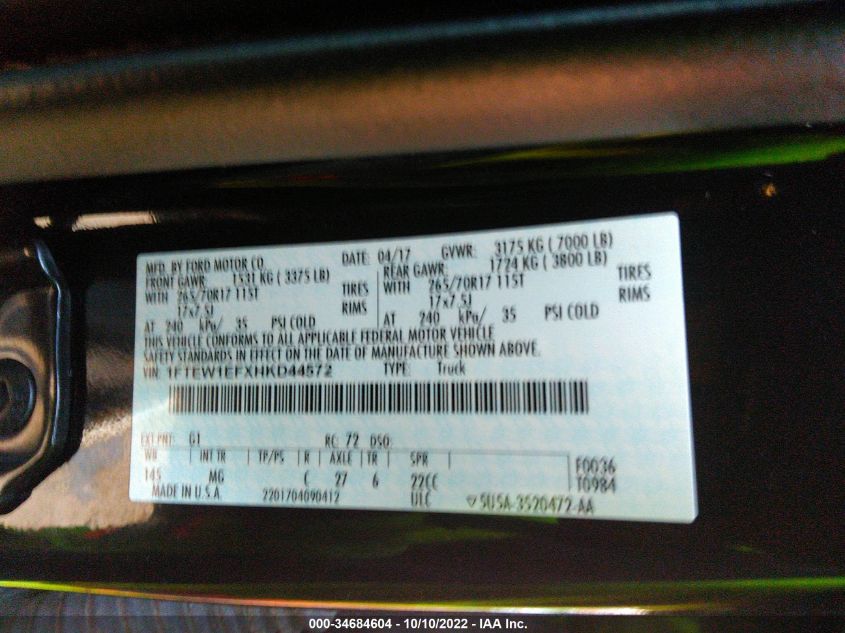 MFD. BY FORD MOTOR CO. DATE: 04/17 GVWR: 3175 KG ( 7000 LB)
FRONT GAWR: 1531 KG ( 3375 LB) REAR GAWR: 1724 KG ( 3800 LB)
WITH 265/70R17 115T TIRES WITH 265/70R17 115T TIRES
17x7.5J RIMS 17x7.5J RIMS
AT 240 kPa/ 35 PSI COLD AT 240 kPa/ 35 PSI COLD
THIS VEHICLE CONFORMS TO ALL APPLICABLE FEDERAL MOTOR VEHICLE
SAFETY STANDARDS IN EFFECT ON THE DATE OF MANUFACTURE SHOWN ABOVE.
VIN: 1FTEW1EFXHKD44572 TYPE: Truck
EXT PNT: G1 RC: 72 DSO:
WB INT TR TP/PS R AXLE TR SPR F0036
145 MG C 27 6 22CC T0984
MADE IN U.S.A. 2201704090412 ULC 5U5A-3520472-AA
000-34684604 - 10/10/2022 - IAA Inc.